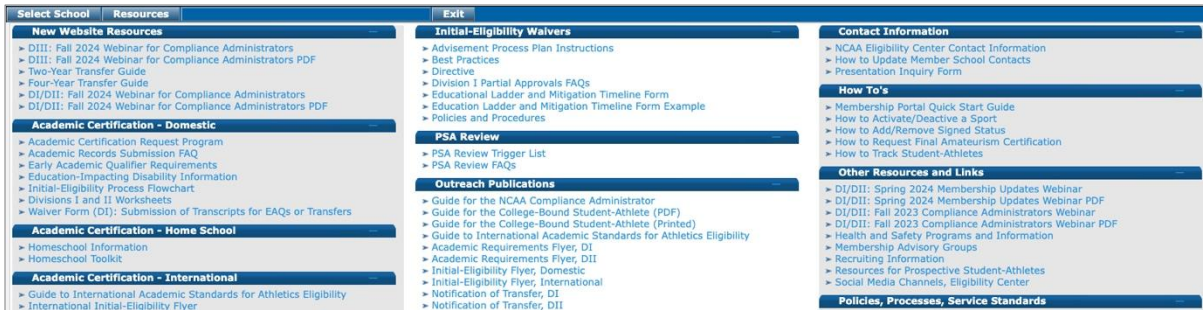 Select School Resources Exit
New Website Resources
DIII: Fall 2024 Webinar for Compliance Administrators
DIII: Fall 2024 Webinar for Compliance Administrators PDF
Two-Year Transfer Guide
Four-Year Transfer Guide
DI/DII: Fall 2024 Webinar for Compliance Administrators
DI/DII: Fall 2024 Webinar for Compliance Administrators PDF
Academic Certification - Domestic
Academic Certification Request Program
Academic Records Submission FAQ
Early Academic Qualifier Requirements
Education-Impacting Disability Information
Initial-Eligibility Process Flowchart
Divisions I and II Worksheets
Waiver Form (DI): Submission of Transcripts for EAQs or Transfers
Academic Certification - Home School
Homeschool Information
Homeschool Toolkit
Academic Certification - International
Guide to International Academic Standards for Athletics Eligibility
International Initial-Eligibility Flyer
Initial-Eligibility Waivers
Advisement Process Plan Instructions
Best Practices
Directive
Division I Partial Approvals FAQs
Educational Ladder and Mitigation Timeline Form
Education Ladder and Mitigation Timeline Form Example
Policies and Procedures
PSA Review
PSA Review Trigger List
PSA Review FAQs
Outreach Publications
Guide for the NCAA Compliance Administrator
Guide for the College-Bound Student-Athlete (PDF)
Guide for the College-Bound Student-Athlete (Printed)
Guide to International Academic Standards for Athletics Eligibility
Academic Requirements Flyer, DI
Academic Requirements Flyer, DII
Initial-Eligibility Flyer, Domestic
Initial-Eligibility Flyer, International
Notification of Transfer, DI
Notification of Transfer, DII
Contact Information
NCAA Eligibility Center Contact Information
How to Update Member School Contacts
Presentation Inquiry Form
How To's
Membership Portal Quick Start Guide
How to Activate/Deactive a Sport
How to Add/Remove Signed Status
How to Request Final Amateurism Certification
How to Track Student-Athletes
Other Resources and Links
DI/DII: Spring 2024 Membership Updates Webinar
DI/DII: Spring 2024 Membership Updates Webinar PDF
DI/DII: Fall 2023 Compliance Administrators Webinar
DI/DII: Fall 2023 Compliance Administrators Webinar PDF
Health and Safety Programs and Information
Membership Advisory Groups
Recruiting Information
Resources for Prospective Student-Athletes
Social Media Channels, Eligibility Center
Policies, Processes, Service Standards